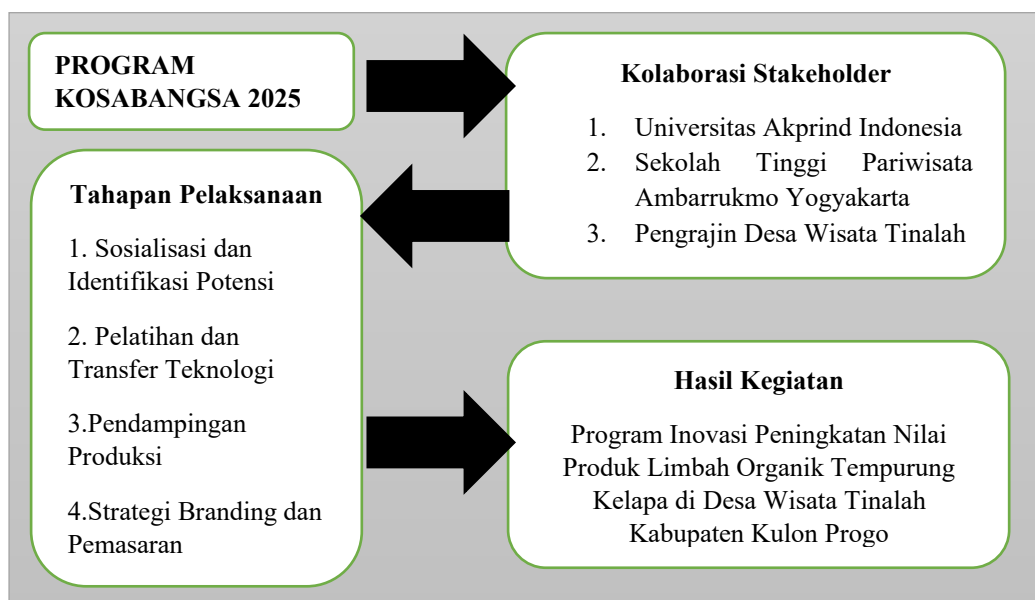 PROGRAM
KOSABANGSA 2025
Kolaborasi Stakeholder
1. Universitas Akprind Indonesia
2. Sekolah Tinggi Pariwisata
Ambarrukmo Yogyakarta
3. Pengrajin Desa Wisata Tinalah
Tahapan Pelaksanaan
1. Sosialisasi dan
Identifikasi Potensi
2. Pelatihan dan
Transfer Teknologi
3.Pendampingan
Produksi
4.Strategi Branding dan
Pemasaran
Hasil Kegiatan
Program Inovasi Peningkatan Nilai
Produk Limbah Organik Tempurung
Kelapa di Desa Wisata Tinalah
Kabupaten Kulon Progo